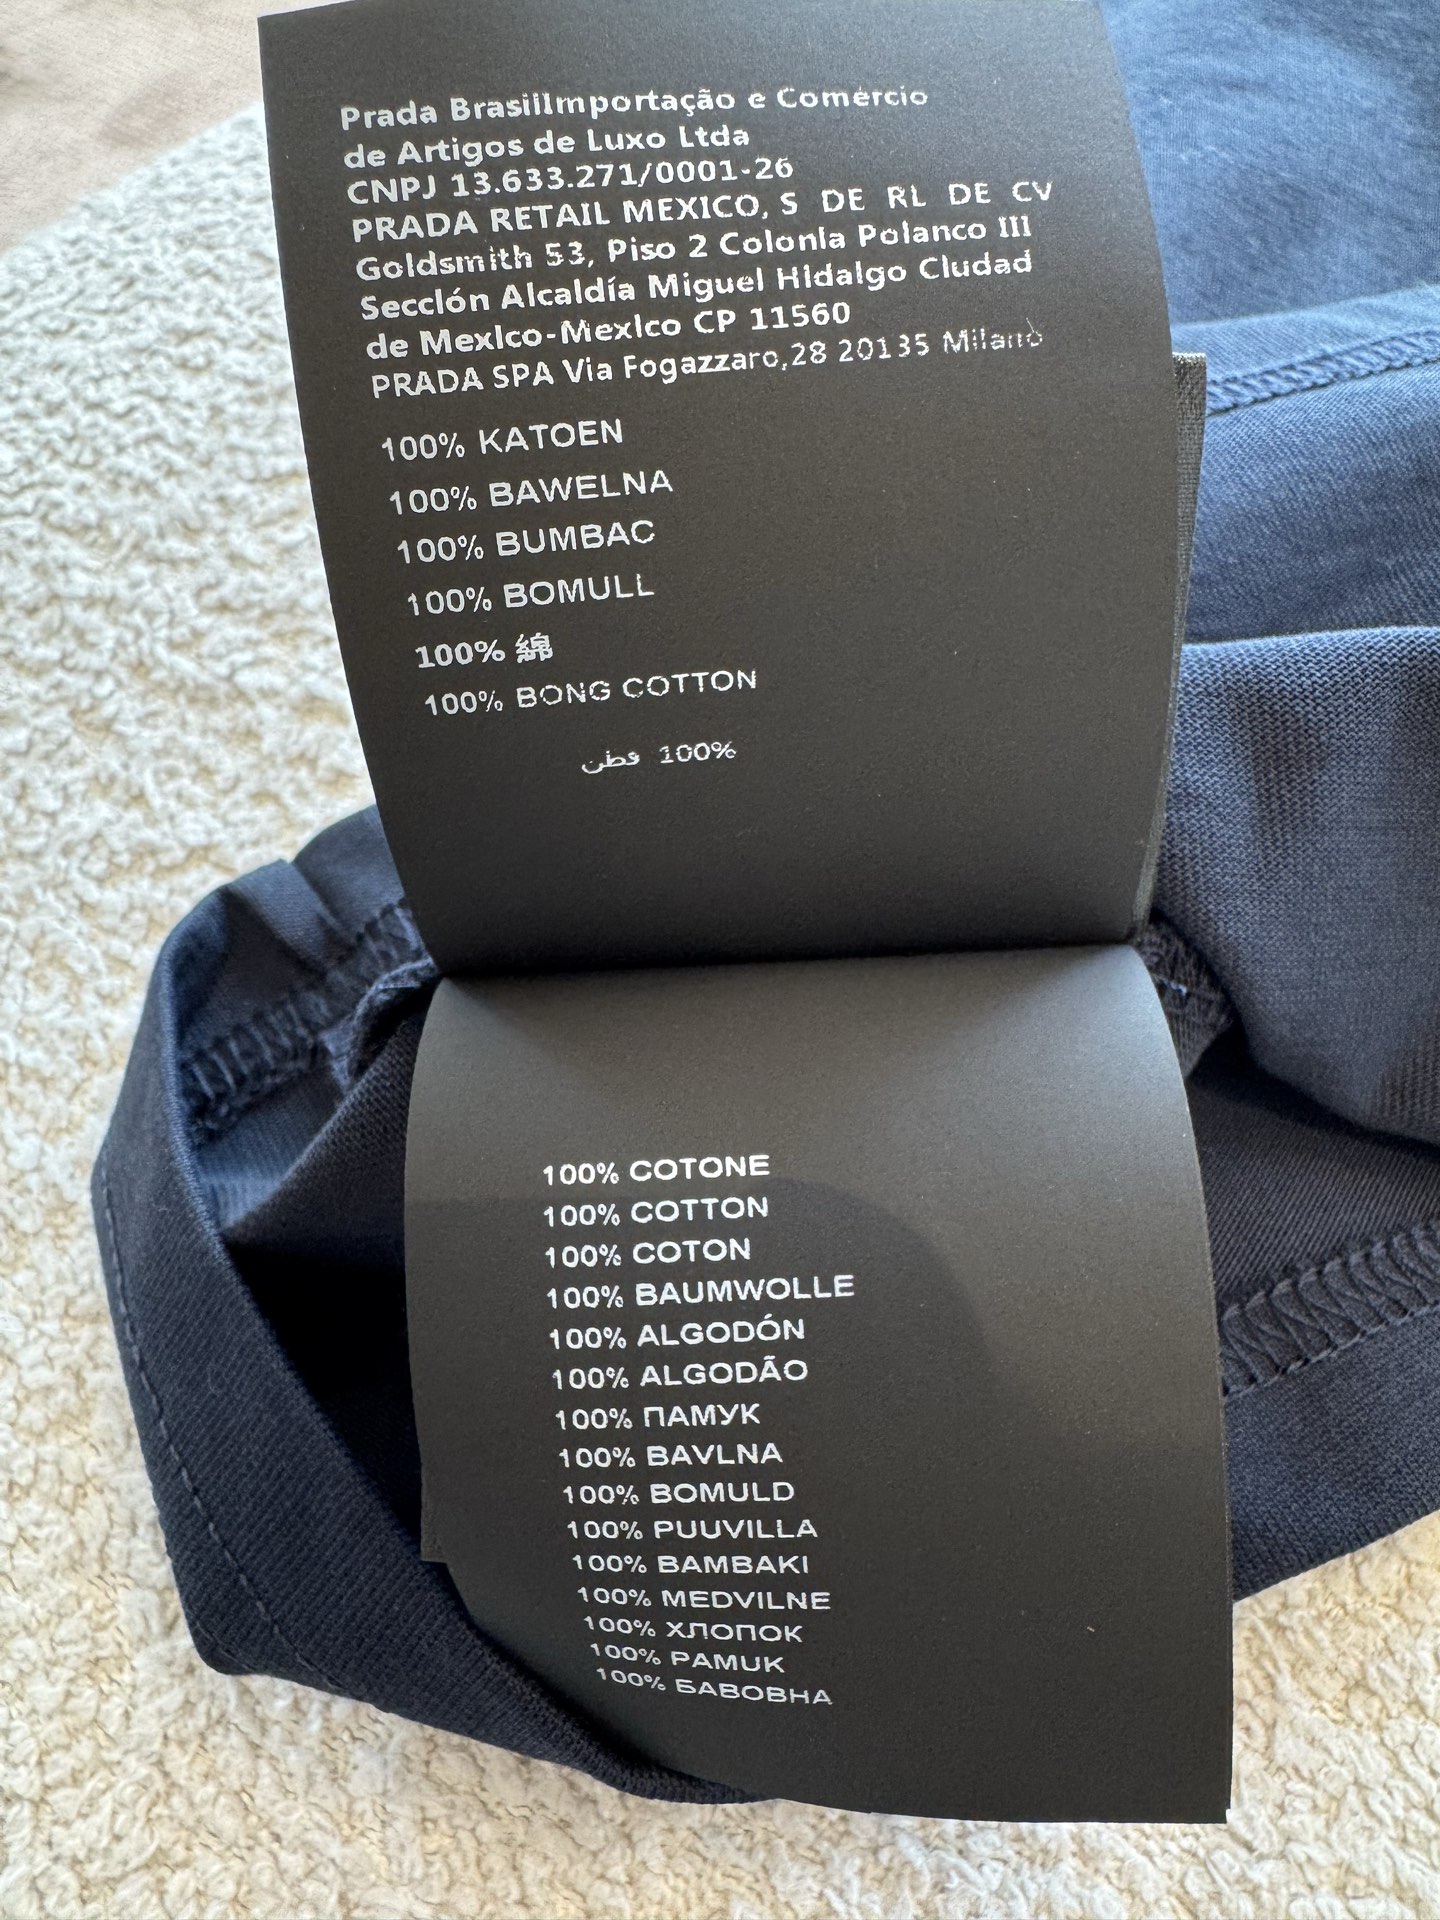 Prada BrasiilImportação e Comércio
de Artigos de Luxo Ltda
CNPJ 13.633.271/0001-26
PRADA RETAIL MEXICO, S DE RL DE CV
Goldsmith 53, Piso 2 Colonla Polanco III
Secclón Alcaldía Miguel Hldalgo Cludad
de Mexlco-Mexlco CP 11560
PRADA SPA Via Fogazzaro,28 20135 Milano
100% KATOEN
100% BAWELNA
100% BUMBAC
100% BOMULL
100% 綿
100% BONG COTTON
100% قطن
100% COTONE
100% COTTON
100% COTON
100% BAUMWOLLE
100% ALGODÓN
100% ALGODÃO
100% ПАМУК
100% BAVLNA
100% BOMULD
100% PUUVILLA
100% BAMBAKI
100% MEDVILNE
100% ХЛОПОК
100% PAMUK
100% БАВОВНА